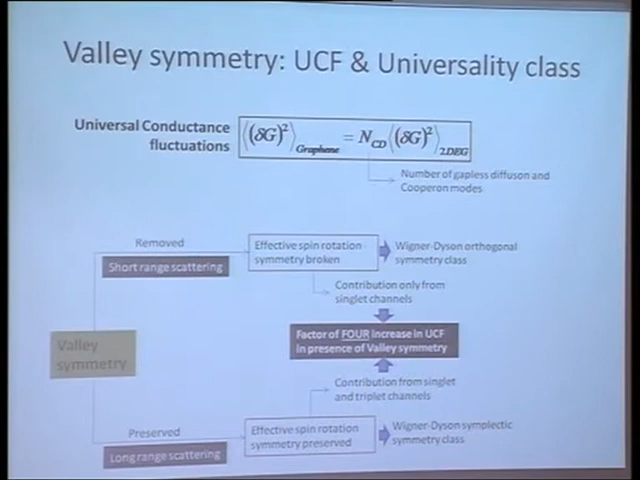 Valley symmetry: UCF & Universality class
Universal Conductance
fluctuations
⟨(δG)²⟩Graphene = N_CD ⟨(δG)²⟩2DEG
Number of gapless diffuson and
Cooperon modes
Removed
Short range scattering
Effective spin rotation
symmetry broken
Wigner-Dyson orthogonal
symmetry class
Contribution only from
singlet channels
Valley
symmetry
Factor of FOUR increase in UCF
in presence of Valley symmetry
Contribution from singlet
and triplet channels
Preserved
Long range scattering
Effective spin rotation
symmetry preserved
Wigner-Dyson symplectic
symmetry class